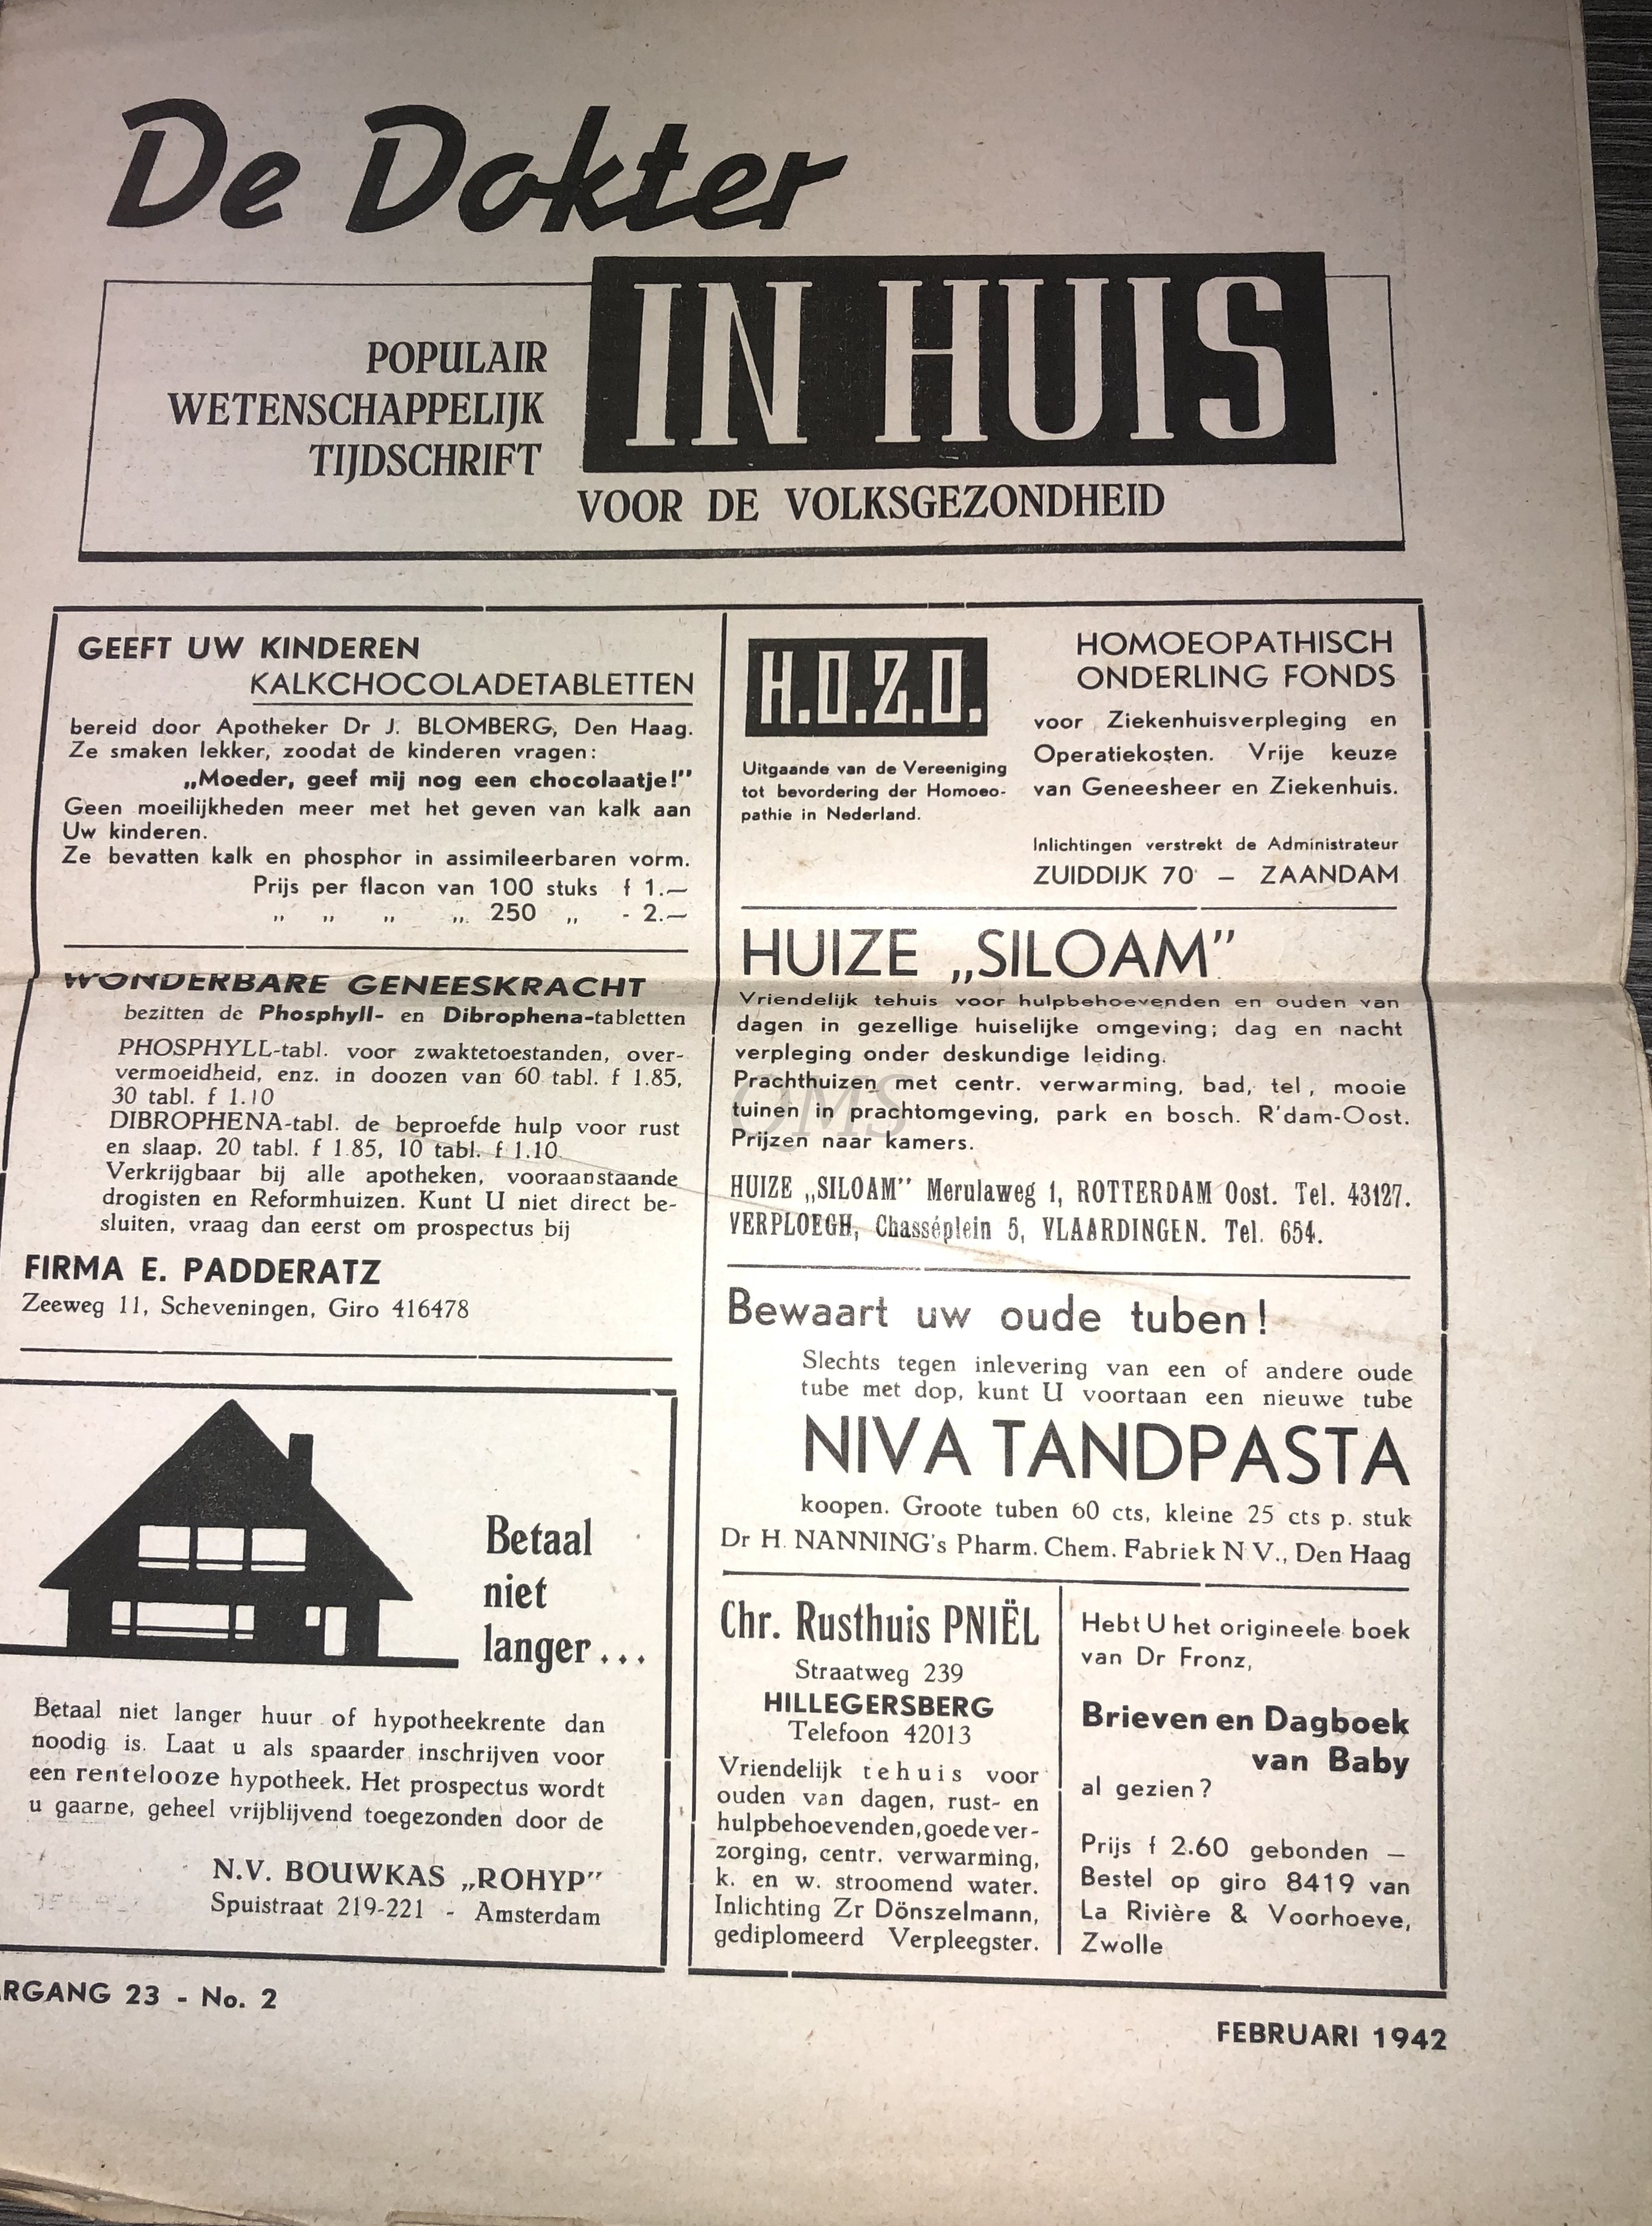 De Dokter
IN HUIS
POPULAIR
WETENSCHAPPELIJK
TIJDSCHRIFT
VOOR DE VOLKSGEZONDHEID
GEEFT UW KINDEREN
KALKCHOCOLADETABLETTEN
bereid door Apotheker Dr J. BLOMBERG, Den Haag.
Ze smaken lekker, zoodat de kinderen vragen:
„Moeder, geef mij nog een chocolaatje!”
Geen moeilijkheden meer met het geven van kalk aan
Uw kinderen.
Ze bevatten kalk en phosphor in assimileerbaren vorm.
Prijs per flacon van 100 stuks f 1.—
„ „ „ „ 250 „ - 2.—
WONDERBARE GENEESKRACHT
bezitten de Phosphyll- en Dibrophena-tabletten
PHOSPHYLL-tabl. voor zwaktetoestanden, over-
vermoeidheid, enz. in doozen van 60 tabl. f 1.85,
30 tabl. f 1.10
DIBROPHENA-tabl. de beproefde hulp voor rust
en slaap. 20 tabl. f 1.85, 10 tabl. f 1.10.
Verkrijgbaar bij alle apotheken, vooraanstaande
drogisten en Reformhuizen. Kunt U niet direct be-
sluiten, vraag dan eerst om prospectus bij
FIRMA E. PADDERATZ
Zeeweg 11, Scheveningen, Giro 416478
Betaal
niet
langer...
Betaal niet langer huur of hypotheekrente dan
noodig is. Laat u als spaarder inschrijven voor
een rentelooze hypotheek. Het prospectus wordt
u gaarne, geheel vrijblijvend toegezonden door de
N.V. BOUWKAS „ROHYP”
Spuistraat 219-221 - Amsterdam
H.O.Z.O.
Uitgaande van de Vereeniging
tot bevordering der Homoeo-
pathie in Nederland.
HOMOEOPATHISCH
ONDERLING FONDS
voor Ziekenhuisverpleging en
Operatiekosten. Vrije keuze
van Geneesheer en Ziekenhuis.
Inlichtingen verstrekt de Administrateur
ZUIDDIJK 70 – ZAANDAM
HUIZE „SILOAM”
Vriendelijk tehuis voor hulpbehoevenden en ouden van
dagen in gezellige huiselijke omgeving; dag en nacht
verpleging onder deskundige leiding.
Prachthuizen met centr. verwarming, bad, tel, mooie
tuinen in prachtomgeving, park en bosch. R'dam-Oost.
Prijzen naar kamers.
QMS
HUIZE „SILOAM” Merulaweg 1, ROTTERDAM Oost. Tel. 43127.
VERPLOEGH, Chasséplein 5, VLAARDINGEN. Tel. 654.
Bewaart uw oude tuben!
Slechts tegen inlevering van een of andere oude
tube met dop, kunt U voortaan een nieuwe tube
NIVA TANDPASTA
koopen. Groote tuben 60 cts, kleine 25 cts p. stuk
Dr H. NANNING's Pharm. Chem. Fabriek N.V., Den Haag
Chr. Rusthuis PNIËL
Straatweg 239
HILLEGERSBERG
Telefoon 42013
Vriendelijk tehuis voor
ouden van dagen, rust- en
hulpbehoevenden, goede ver-
zorging, centr. verwarming,
k. en w. stroomend water.
Inlichting Zr Dönszelmann,
gediplomeerd Verpleegster.
Hebt U het origineele boek
van Dr Fronz,
Brieven en Dagboek
van Baby
al gezien?
Prijs f 2.60 gebonden —
Bestel op giro 8419 van
La Rivière & Voorhoeve,
Zwolle
RGANG 23 - No. 2
FEBRUARI 1942